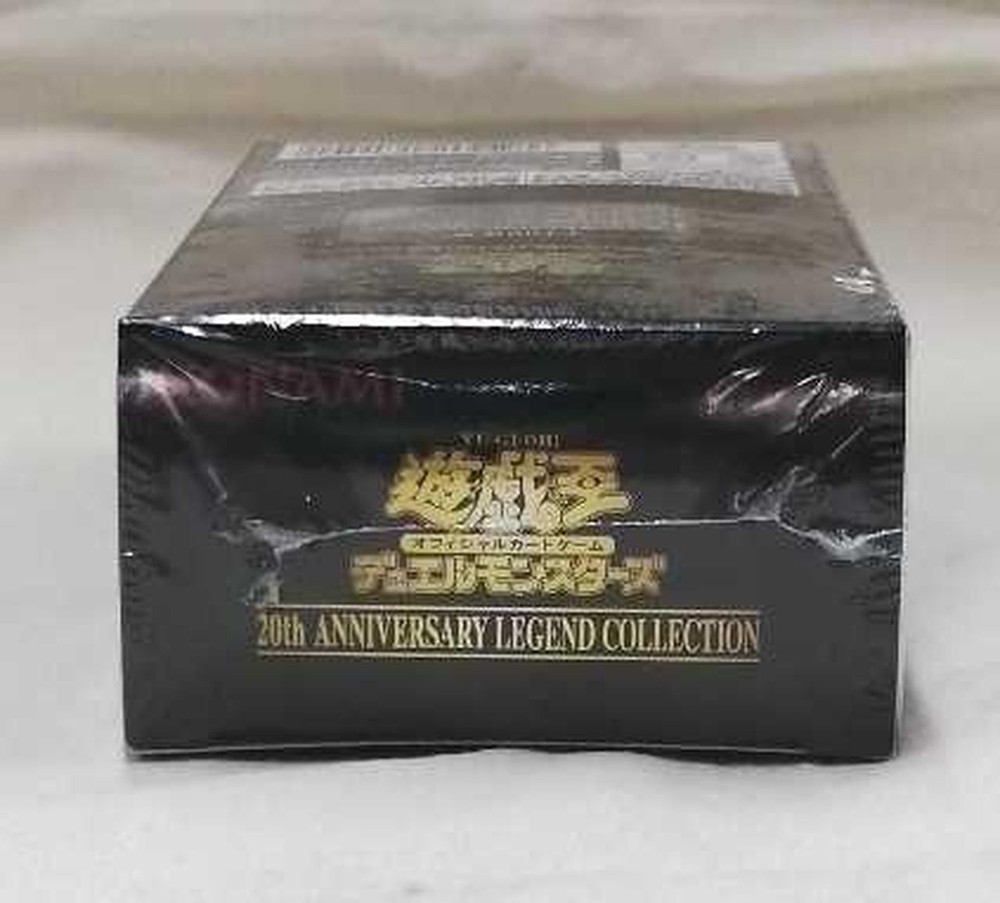 KONAMI
YU-GI-OH!
遊戯王
オフィシャルカードゲーム
デュエルモンスターズ
20th ANNIVERSARY LEGEND COLLECTION